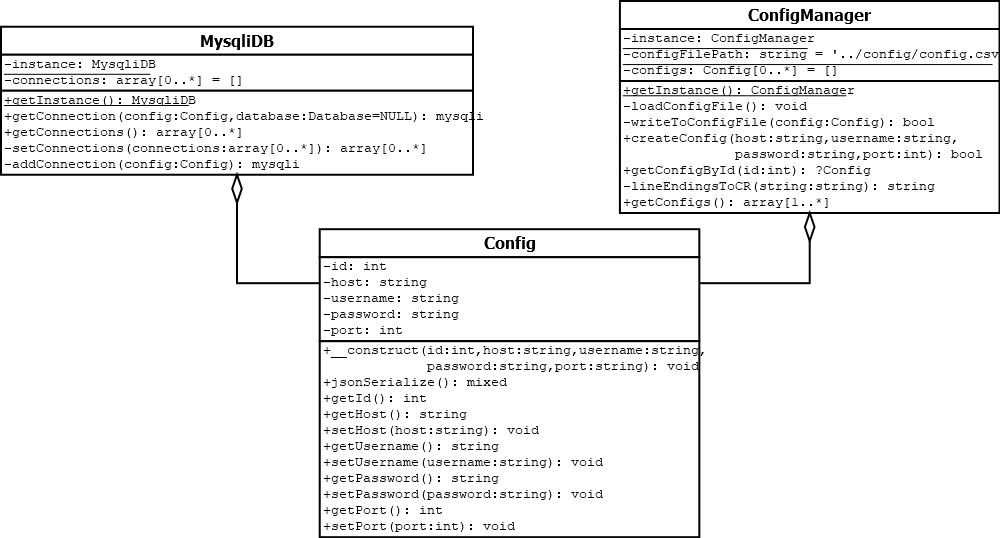 MysqliDB
-instance: MysqliDB
-connections: array[0..*] = []
+getInstance(): MysqliDB
+getConnection(config:Config,database:Database=NULL): mysqli
+getConnections(): array[0..*]
-setConnections(connections:array[0..*]): array[0..*]
-addConnection(config:Config): mysqli
ConfigManager
-instance: ConfigManager
-configFilePath: string = '../config/config.csv
-configs: Config[0..*] = []
+getInstance(): ConfigManager
-loadConfigFile(): void
-writeToConfigFile(config:Config): bool
+createConfig(host:string,username:string,
password:string,port:int): bool
+getConfigById(id:int): ?Config
-lineEndingsToCR(string:string): string
+getConfigs(): array[1..*]
Config
-id: int
-host: string
-username: string
-password: string
-port: int
+__construct(id:int,host:string,username:string,
password:string,port:string): void
+jsonSerialize(): mixed
+getId(): int
+getHost(): string
+setHost(host:string): void
+getUsername(): string
+setUsername(username:string): void
+getPassword(): string
+setPassword(password:string): void
+getPort(): int
+setPort(port:int): void